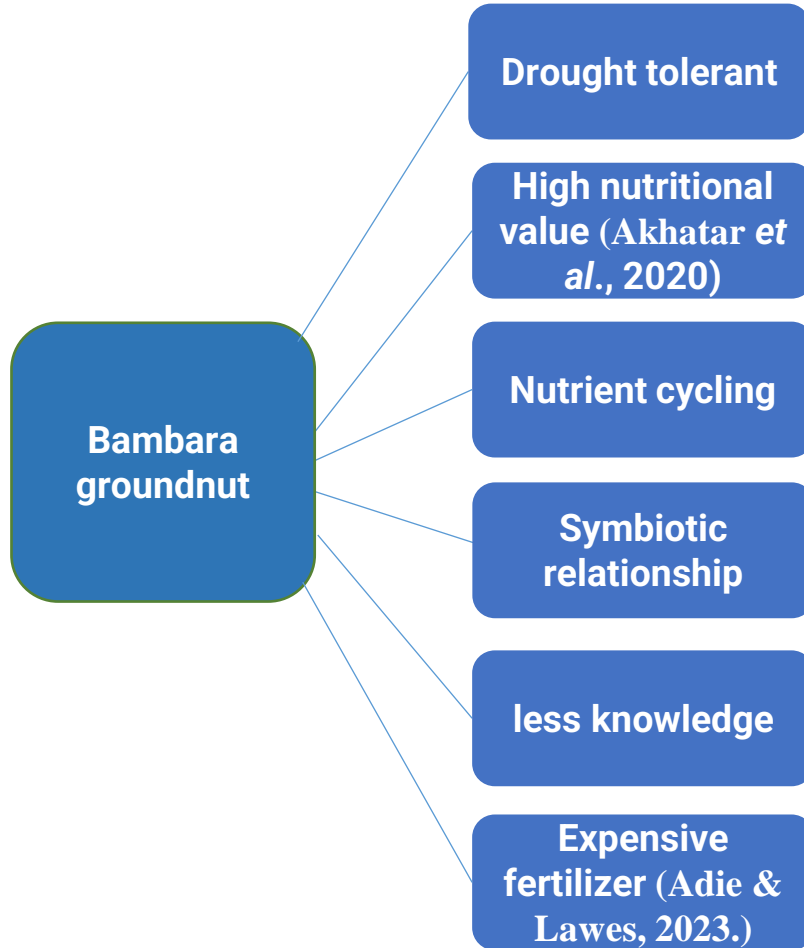 Drought tolerant
High nutritional
value (Akhatar et
al., 2020)
Nutrient cycling
Bambara
groundnut
Symbiotic
relationship
less knowledge
Expensive
fertilizer (Adie &
Lawes, 2023.)